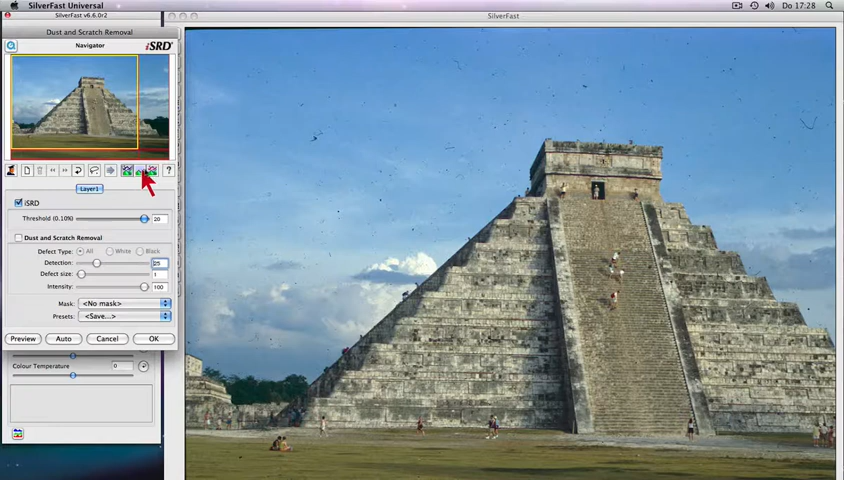 SilverFast Universal
Do 17:28
SilverFast v6.6.0r2
SilverFast
Dust and Scratch Removal
Navigator
iSRD
?
Layer1
iSRD
Threshold (0.10%)
20
Dust and Scratch Removal
Defect Type:
All
White
Black
Detection:
25
Defect size:
1
Intensity:
100
Mask:
<No mask>
Presets:
<Save...>
Preview
Auto
Cancel
OK
Colour Temperature
0